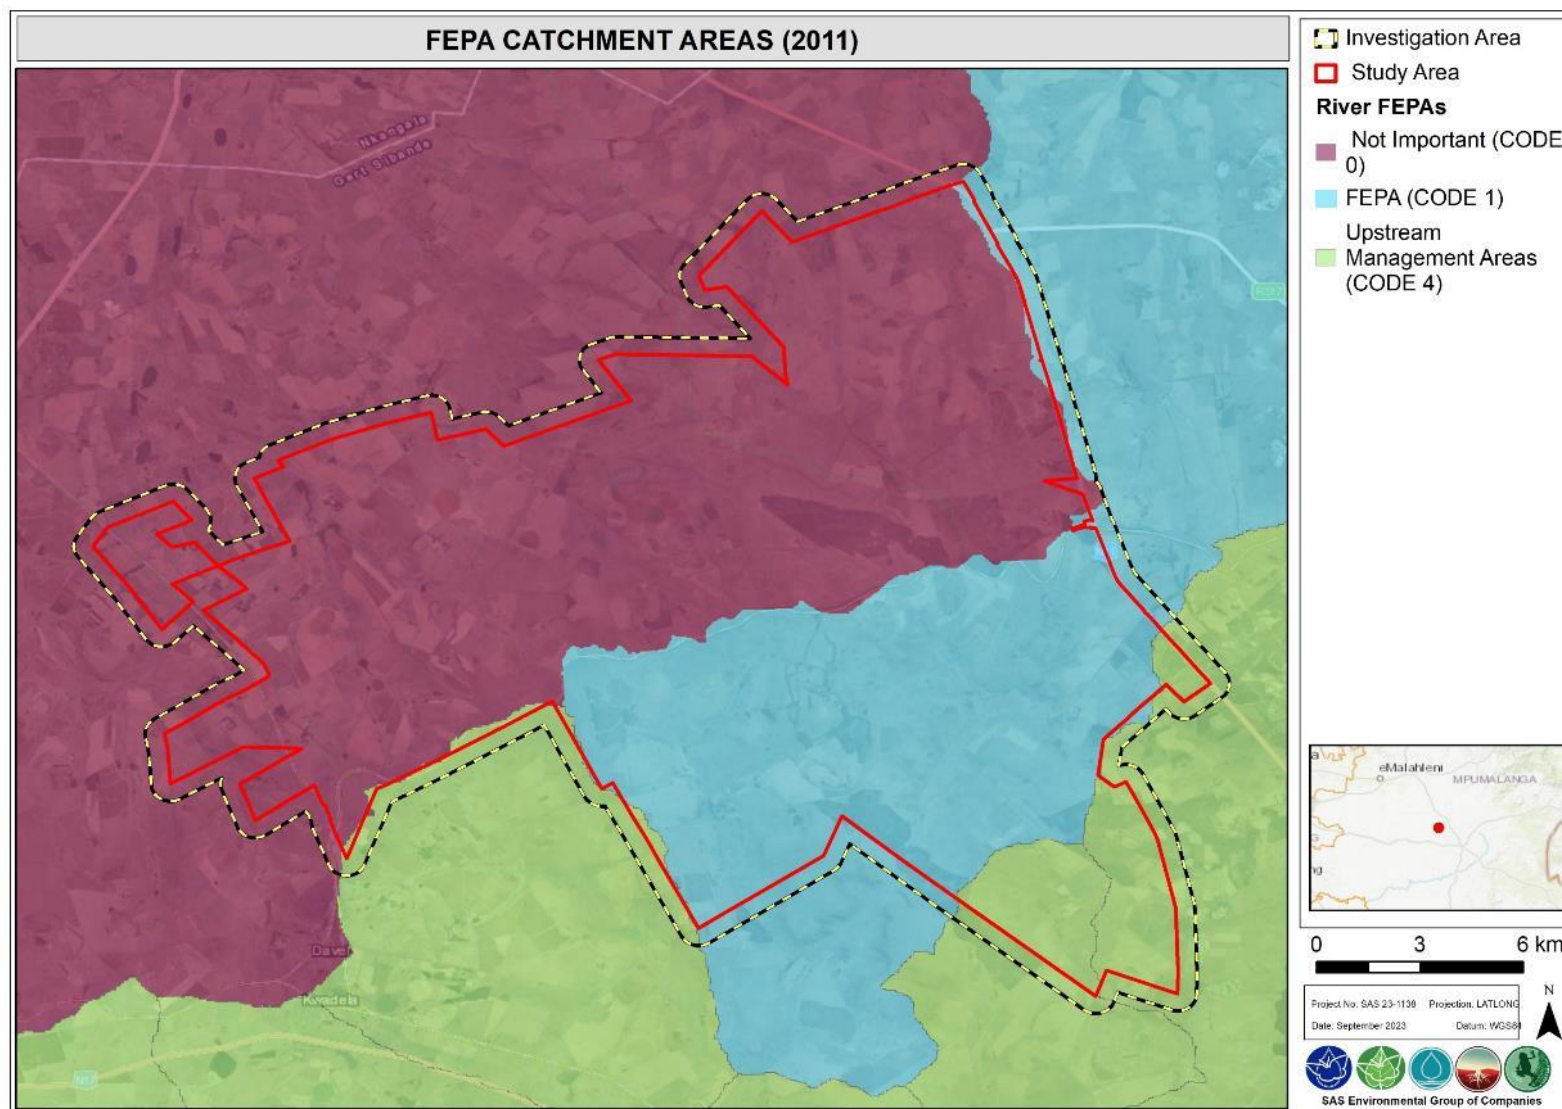 FEPA CATCHMENT AREAS (2011)
Investigation Area
Study Area
River FEPAs
Not Important (CODE
0)
FEPA (CODE 1)
Upstream
Management Areas
(CODE 4)
Nkangala
Gert Sibande
Davel
Kwadela
N17
eMalahleni
MPUMALANGA
0 3 6 km
N
Project No: SAS 23-1138 Projection: LATLONG
Date: September 2023 Datum: WGS84
SAS Environmental Group of Companies